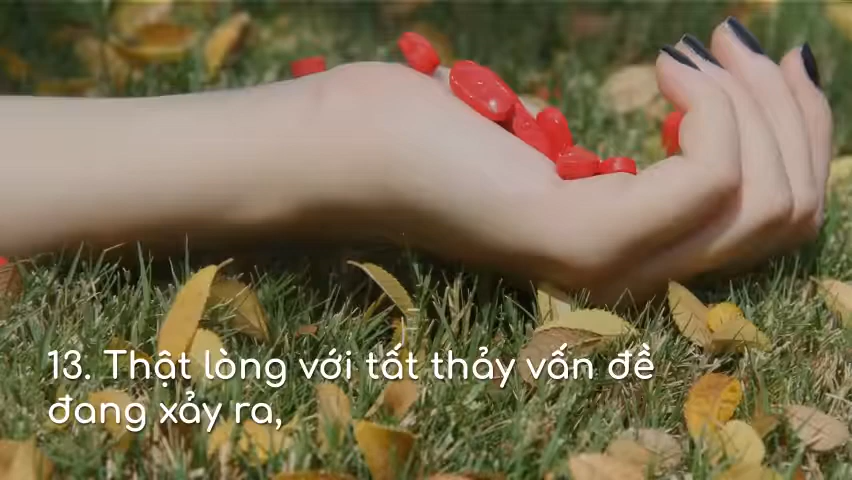 13. Thật lòng với tất thảy vấn đề
đang xảy ra,